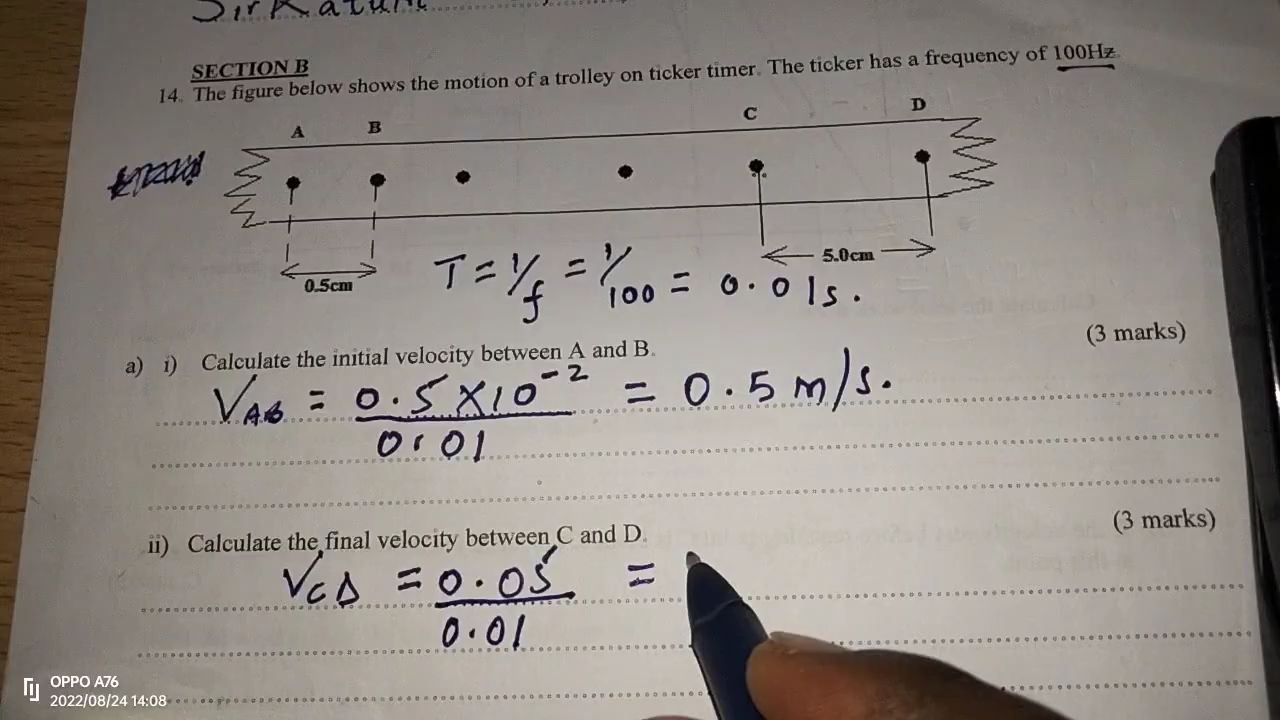 Sir Katumi
SECTION B
14. The figure below shows the motion of a trolley on ticker timer. The ticker has a frequency of 100Hz.
A B C D
0.5cm
5.0cm
T = 1/f = 1/100 = 0.01s.
a) i) Calculate the initial velocity between A and B.
(3 marks)
VAB = 0.5 X10⁻² = 0.5 m/s.
0.01
ii) Calculate the final velocity between C and D.
(3 marks)
VCD = 0.05 =
0.01
OPPO A76
2022/08/24 14:08